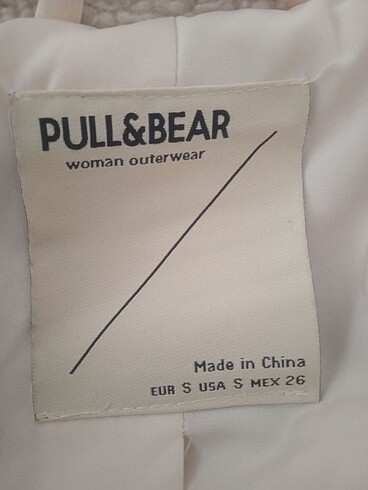 PULL&BEAR
woman outerwear
Made in China
EUR S USA S MEX 26